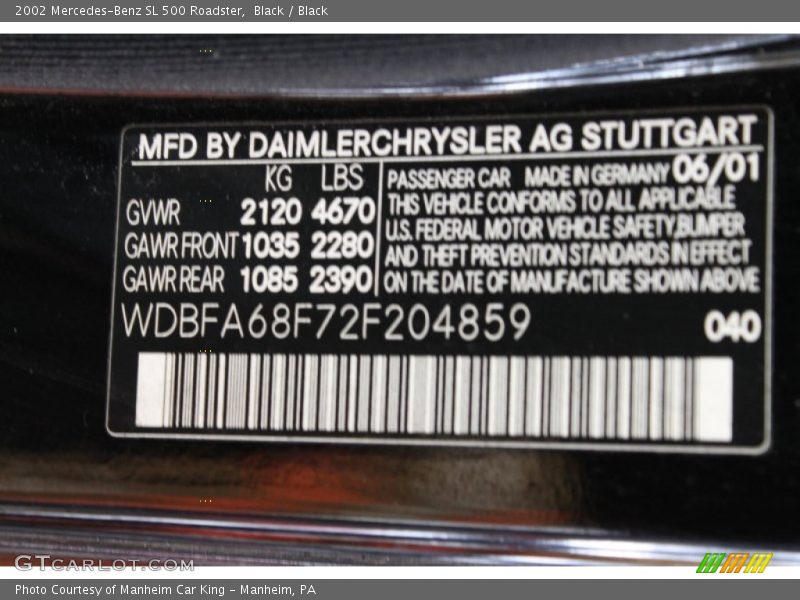 2002 Mercedes-Benz SL 500 Roadster,  Black / Black
MFD BY DAIMLERCHRYSLER AG STUTTGART
KG LBS
GVWR 2120 4670
GAWR FRONT 1035 2280
GAWR REAR 1085 2390
PASSENGER CAR MADE IN GERMANY 06/01
THIS VEHICLE CONFORMS TO ALL APPLICABLE
U.S. FEDERAL MOTOR VEHICLE SAFETY,BUMPER
AND THEFT PREVENTION STANDARDS IN EFFECT
ON THE DATE OF MANUFACTURE SHOWN ABOVE
WDBFA68F72F204859 040
GTcarlot.com
Photo Courtesy of Manheim Car King - Manheim, PA